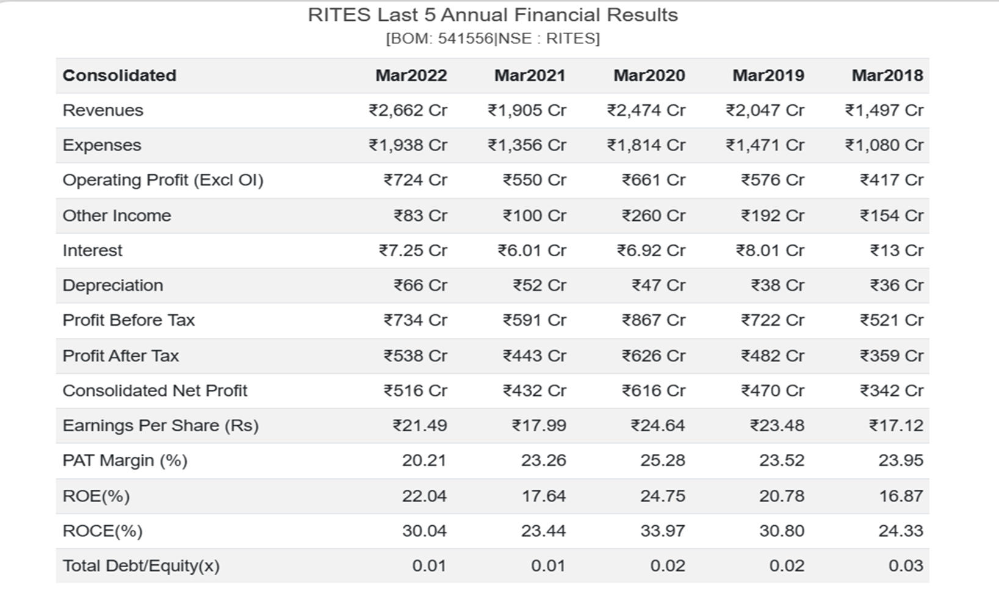 RITES Last 5 Annual Financial Results
[BOM: 541556|NSE : RITES]
Consolidated Mar2022 Mar2021 Mar2020 Mar2019 Mar2018
Revenues ₹2,662 Cr ₹1,905 Cr ₹2,474 Cr ₹2,047 Cr ₹1,497 Cr
Expenses ₹1,938 Cr ₹1,356 Cr ₹1,814 Cr ₹1,471 Cr ₹1,080 Cr
Operating Profit (Excl OI) ₹724 Cr ₹550 Cr ₹661 Cr ₹576 Cr ₹417 Cr
Other Income ₹83 Cr ₹100 Cr ₹260 Cr ₹192 Cr ₹154 Cr
Interest ₹7.25 Cr ₹6.01 Cr ₹6.92 Cr ₹8.01 Cr ₹13 Cr
Depreciation ₹66 Cr ₹52 Cr ₹47 Cr ₹38 Cr ₹36 Cr
Profit Before Tax ₹734 Cr ₹591 Cr ₹867 Cr ₹722 Cr ₹521 Cr
Profit After Tax ₹538 Cr ₹443 Cr ₹626 Cr ₹482 Cr ₹359 Cr
Consolidated Net Profit ₹516 Cr ₹432 Cr ₹616 Cr ₹470 Cr ₹342 Cr
Earnings Per Share (Rs) ₹21.49 ₹17.99 ₹24.64 ₹23.48 ₹17.12
PAT Margin (%) 20.21 23.26 25.28 23.52 23.95
ROE(%) 22.04 17.64 24.75 20.78 16.87
ROCE(%) 30.04 23.44 33.97 30.80 24.33
Total Debt/Equity(x) 0.01 0.01 0.02 0.02 0.03